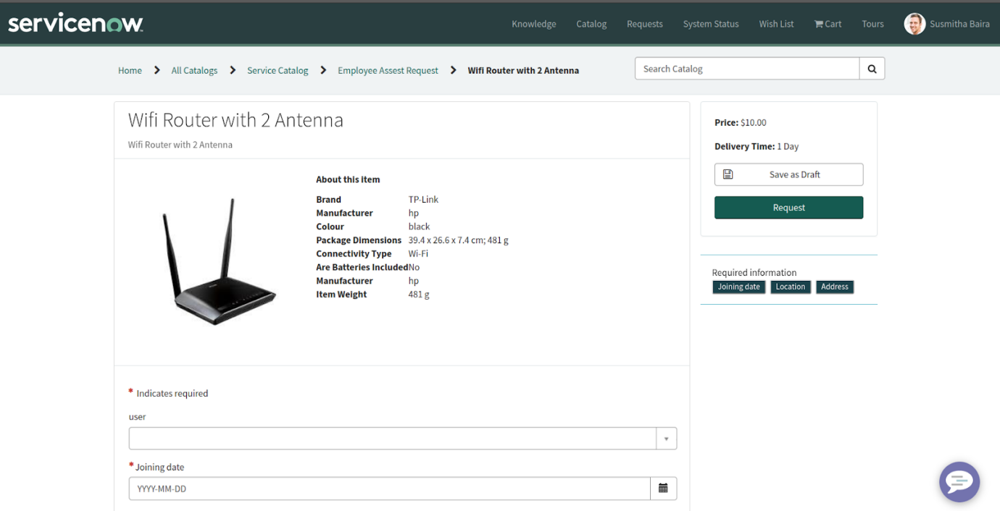 servicenow
Knowledge Catalog Requests System Status Wish List Cart Tours Susmitha Baira
Home All Catalogs Service Catalog Employee Assest Request Wifi Router with 2 Antenna Search Catalog
Wifi Router with 2 Antenna
Wifi Router with 2 Antenna
About this item
Brand TP-Link
Manufacturer hp
Colour black
Package Dimensions 39.4 x 26.6 x 7.4 cm; 481 g
Connectivity Type Wi-Fi
Are Batteries Included No
Manufacturer hp
Item Weight 481 g
* Indicates required
user
* Joining date
YYYY-MM-DD
Price: $10.00
Delivery Time: 1 Day
Save as Draft
Request
Required information
Joining date Location Address